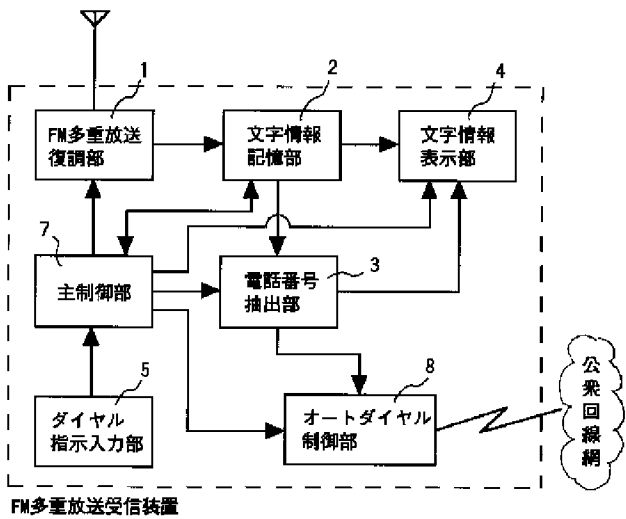 1
FM多重放送
復調部
2
文字情報
記憶部
4
文字情報
表示部
7
主制御部
3
電話番号
抽出部
5
ダイヤル
指示入力部
8
オートダイヤル
制御部
公衆回線網
FM多重放送受信装置